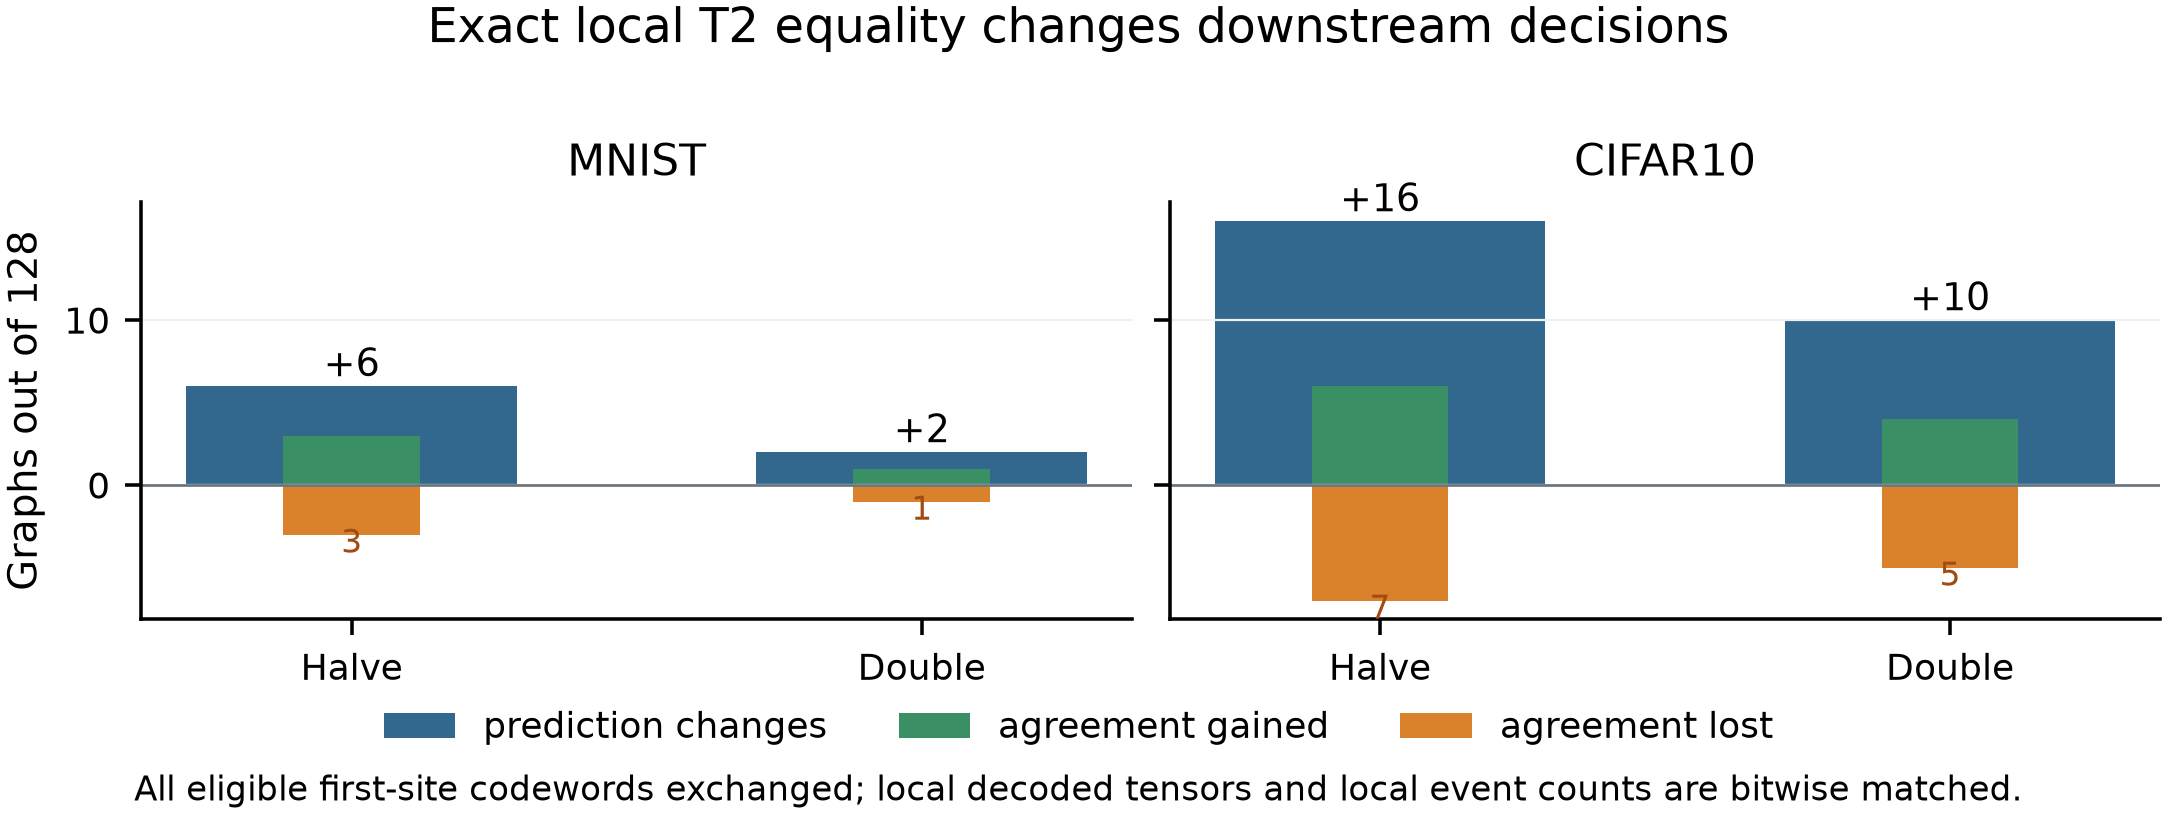 Exact local T2 equality changes downstream decisions
MNIST
CIFAR10
Graphs out of 128
10
0
+6
+2
+16
+10
3
1
7
5
Halve
Double
Halve
Double
prediction changes
agreement gained
agreement lost
All eligible first-site codewords exchanged; local decoded tensors and local event counts are bitwise matched.